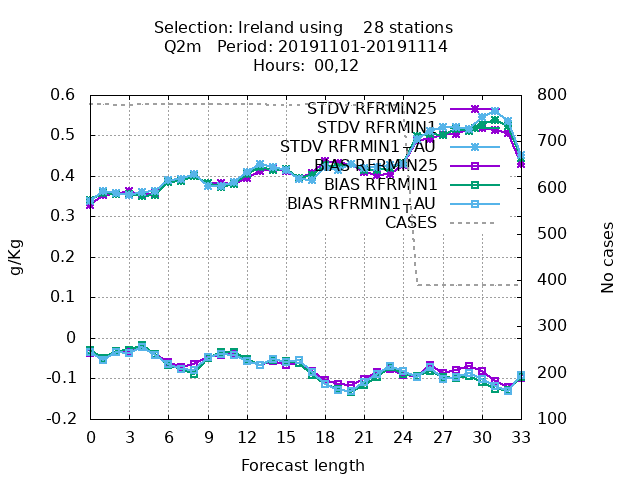 Selection: Ireland using 28 stations
Q2m Period: 20191101-20191114
Hours: 00,12
0.6
0.5
0.4
0.3
0.2
0.1
0
-0.1
-0.2
g/Kg
800
700
600
500
400
300
200
100
No cases
STDV RFRMIN25
STDV RFRMIN1
STDV RFRMIN1+AU
BIAS RFRMIN25
BIAS RFRMIN1
BIAS RFRMIN1+AU
CASES
0 3 6 9 12 15 18 21 24 27 30 33
Forecast length